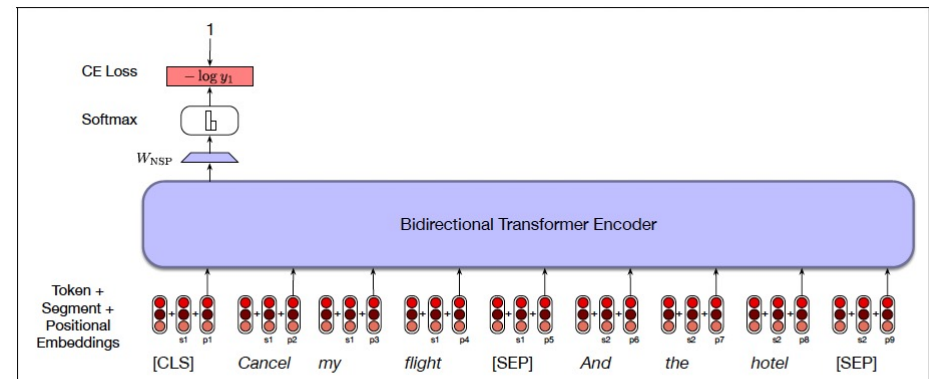 1
CE Loss
− log y₁
Softmax
W_NSP
Bidirectional Transformer Encoder
Token +
Segment +
Positional
Embeddings
+ + + + + + + + + + + + + + + + + +
s1 p1 s1 p2 s1 p3 s1 p4 s1 p5 s2 p6 s2 p7 s2 p8 s2 p9
[CLS] Cancel my flight [SEP] And the hotel [SEP]